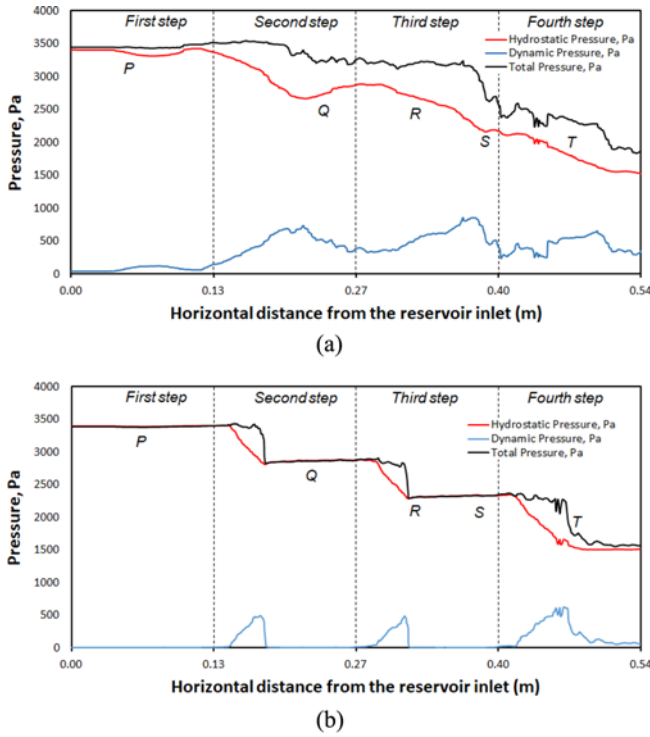 First step Second step Third step Fourth step
4000
3500
3000
2500
2000
1500
1000
500
0
Pressure, Pa
Hydrostatic Pressure, Pa
Dynamic Pressure, Pa
Total Pressure, Pa
P Q R S T
0.00 0.13 0.27 0.40 0.54
Horizontal distance from the reservoir inlet (m)
(a)
First step Second step Third step Fourth step
4000
3500
3000
2500
2000
1500
1000
500
0
Pressure, Pa
Hydrostatic Pressure, Pa
Dynamic Pressure, Pa
Total Pressure, Pa
P Q R S T
0.00 0.13 0.27 0.40 0.54
Horizontal distance from the reservoir inlet (m)
(b)